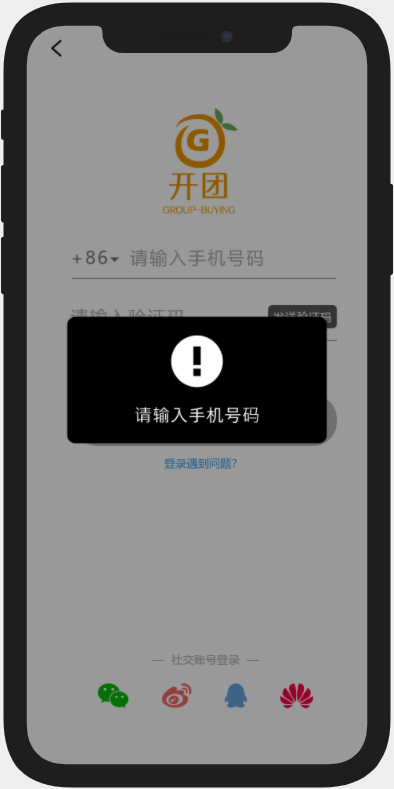 G
开团
GROUP-BUYING
+86 请输入手机号码
请输入验证码 发送验证码
请输入手机号码
登录遇到问题?
— 社交账号登录 —